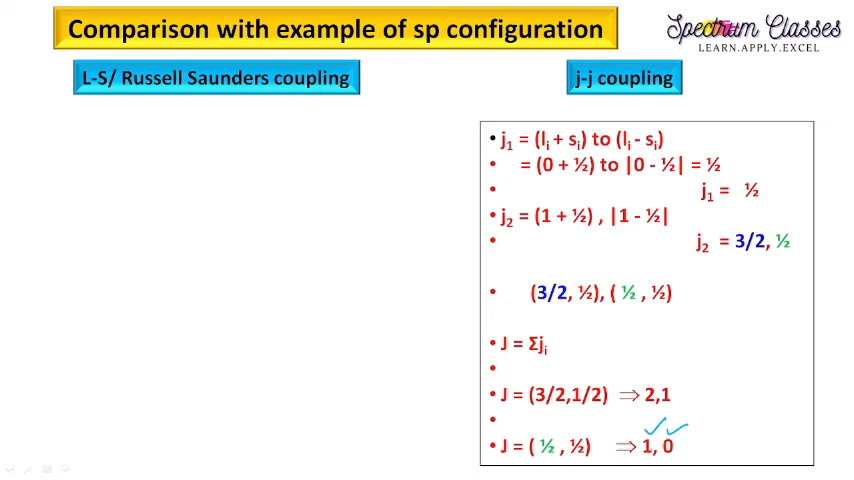 Comparison with example of sp configuration
Spectrum Classes
LEARN.APPLY.EXCEL
L-S/ Russell Saunders coupling
j-j coupling
• j₁ = (lᵢ + sᵢ) to (lᵢ - sᵢ)
• = (0 + ½) to |0 - ½| = ½
• j₁ = ½
• j₂ = (1 + ½) , |1 - ½|
• j₂ = 3/2, ½
• (3/2, ½), ( ½ , ½)
• J = Σjᵢ
•
• J = (3/2,1/2) ⇒ 2,1
•
• J = ( ½ , ½) ⇒ 1, 0